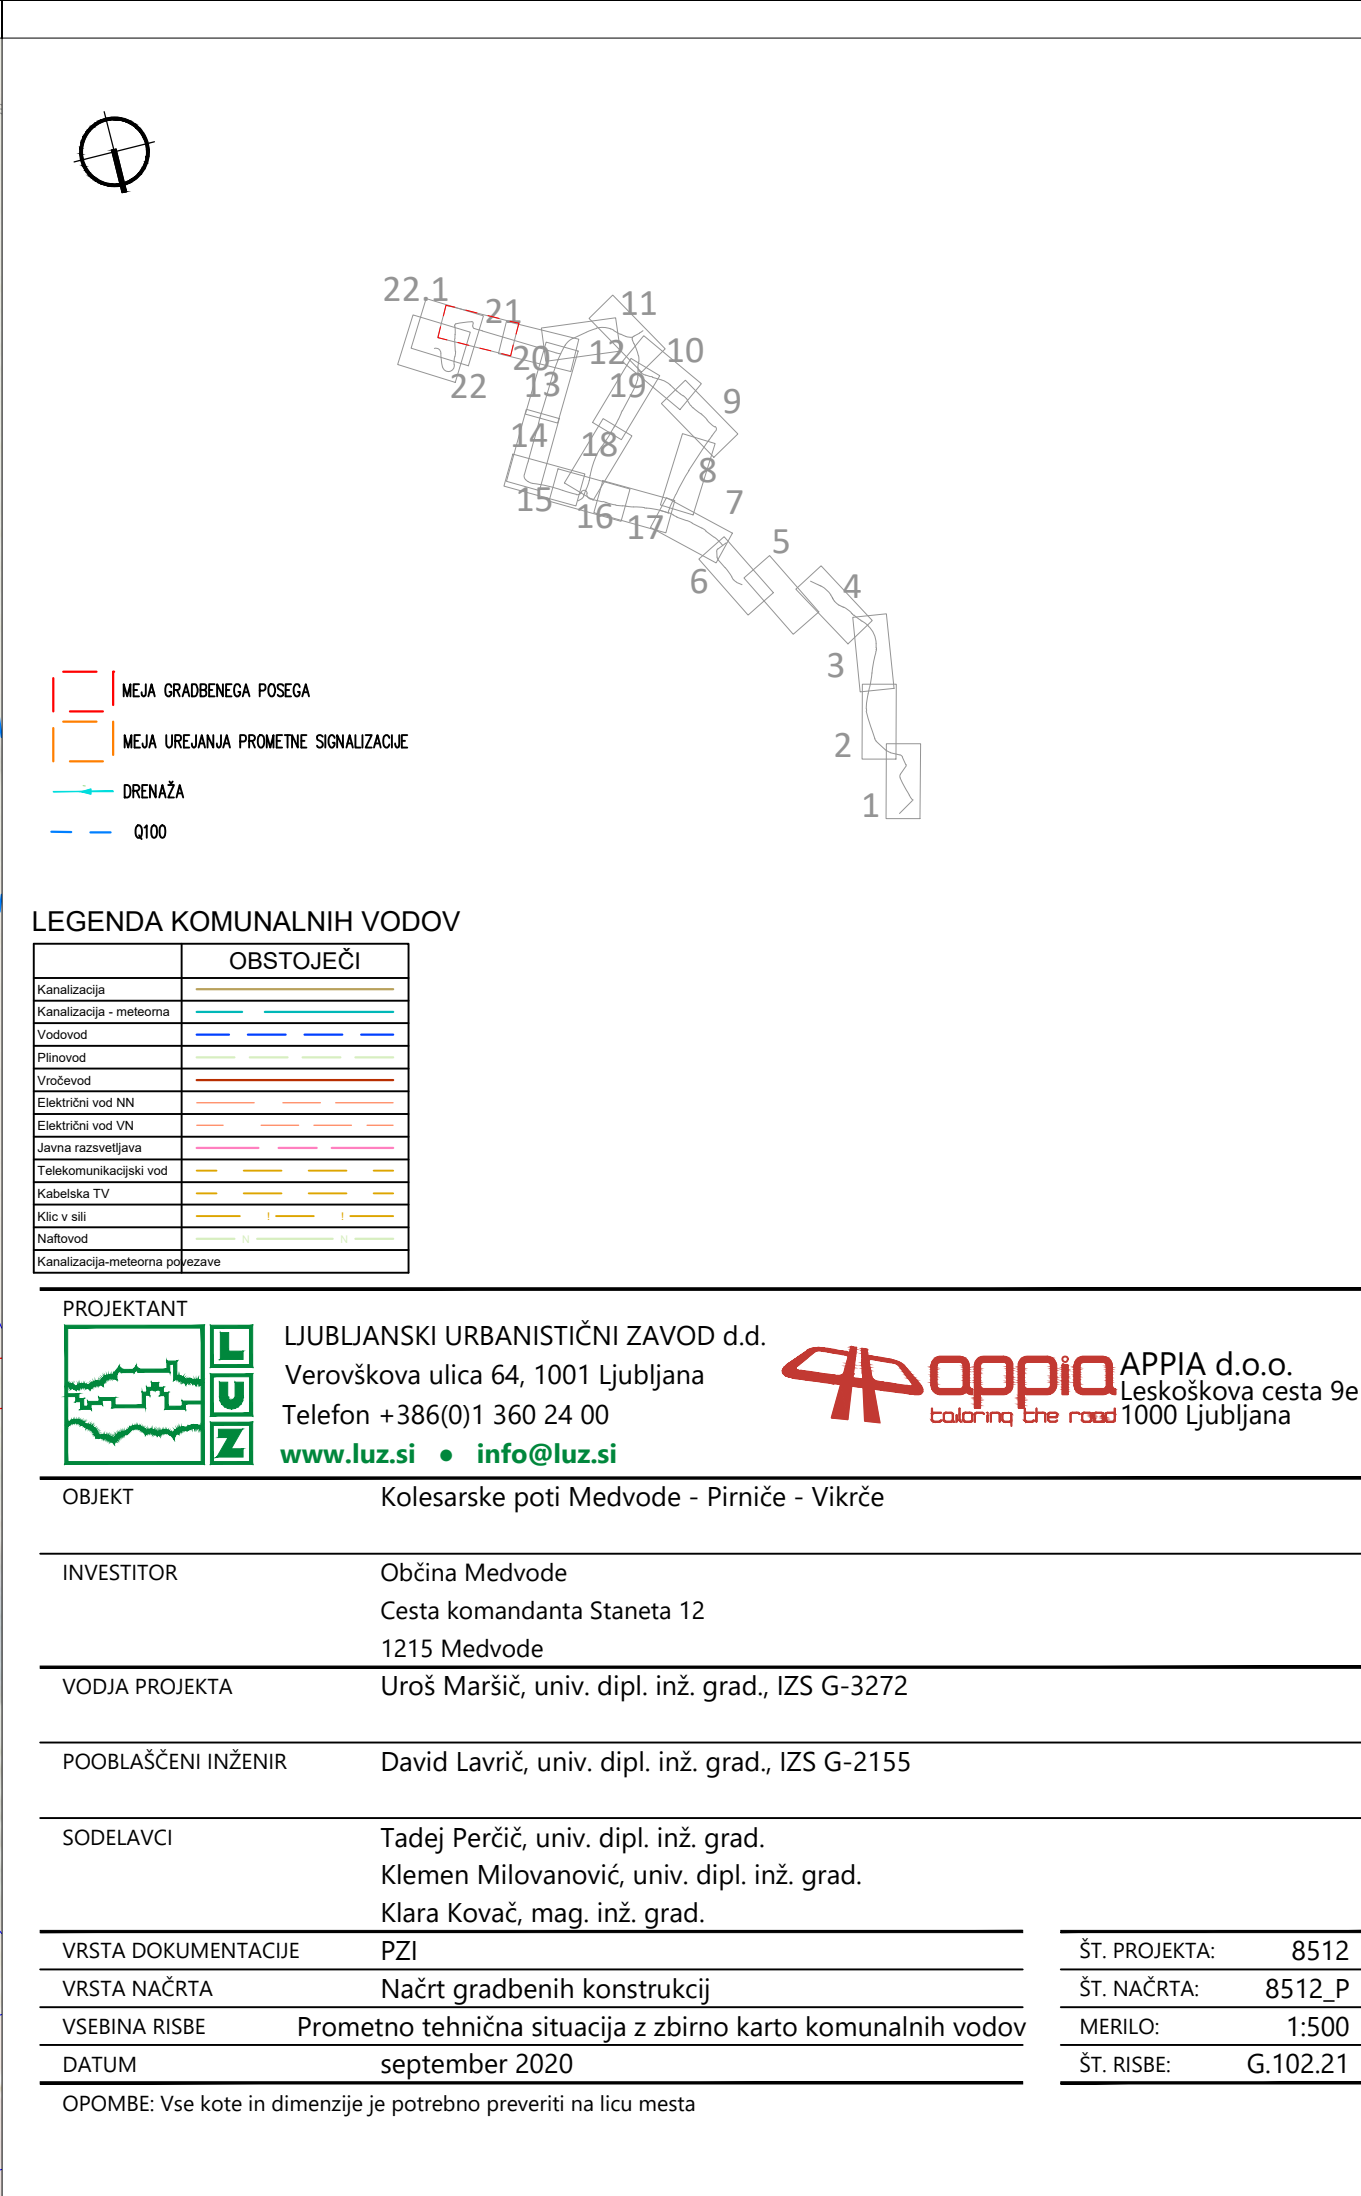 22.1
21
11
20
12
10
22
13
19
9
14
18
8
15
16
17
7
5
6
4
3
2
1
MEJA GRADBENEGA POSEGA
MEJA UREJANJA PROMETNE SIGNALIZACIJE
DRENAŽA
Q100
LEGENDA KOMUNALNIH VODOV
OBSTOJEČI
Kanalizacija
Kanalizacija - meteorna
Vodovod
Plinovod
Vročevod
Električni vod NN
Električni vod VN
Javna razsvetljava
Telekomunikacijski vod
Kabelska TV
Klic v sili ! !
Naftovod N N
Kanalizacija-meteorna povezave
PROJEKTANT
L
U
Z
LJUBLJANSKI URBANISTIČNI ZAVOD d.d.
Verovškova ulica 64, 1001 Ljubljana
Telefon +386(0)1 360 24 00
www.luz.si ● info@luz.si
appia
tailoring the road
APPIA d.o.o.
Leskoškova cesta 9e
1000 Ljubljana
OBJEKT Kolesarske poti Medvode - Pirniče - Vikrče
INVESTITOR Občina Medvode
Cesta komandanta Staneta 12
1215 Medvode
VODJA PROJEKTA Uroš Maršič, univ. dipl. inž. grad., IZS G-3272
POOBLAŠČENI INŽENIR David Lavrič, univ. dipl. inž. grad., IZS G-2155
SODELAVCI Tadej Perčič, univ. dipl. inž. grad.
Klemen Milovanović, univ. dipl. inž. grad.
Klara Kovač, mag. inž. grad.
VRSTA DOKUMENTACIJE PZI
VRSTA NAČRTA Načrt gradbenih konstrukcij
VSEBINA RISBE Prometno tehnična situacija z zbirno karto komunalnih vodov
DATUM september 2020
ŠT. PROJEKTA: 8512
ŠT. NAČRTA: 8512_P
MERILO: 1:500
ŠT. RISBE: G.102.21
OPOMBE: Vse kote in dimenzije je potrebno preveriti na licu mesta